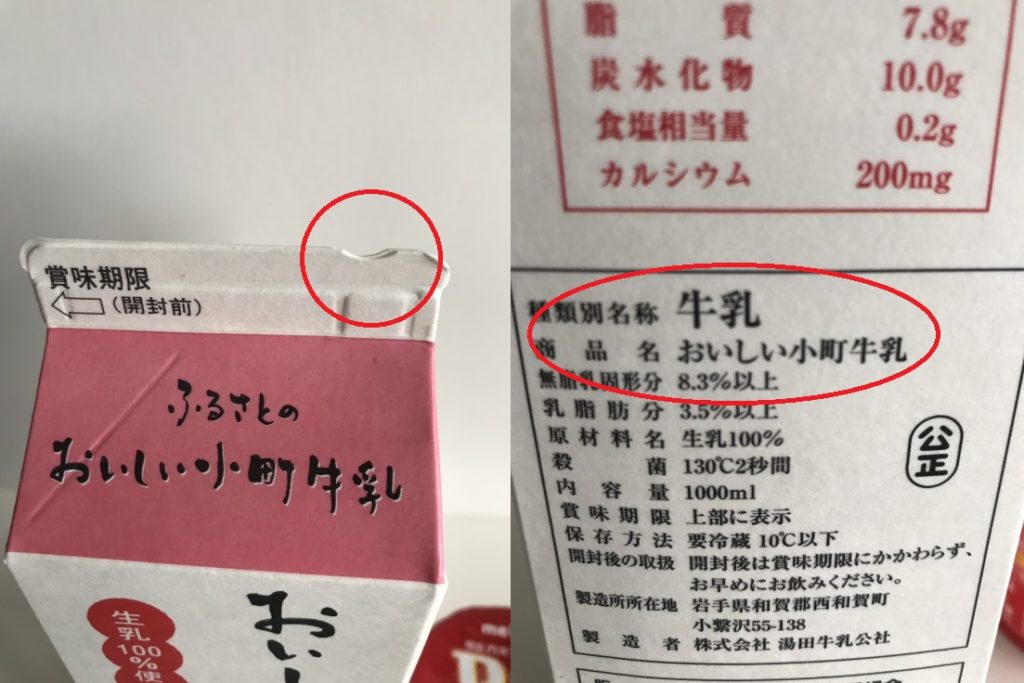 賞味期限
(開封前)
ふるさとの
おいしい小町牛乳
生乳
100
%使
おいし
脂質 7.8g
炭水化物 10.0g
食塩相当量 0.2g
カルシウム 200mg
種類別名称 牛乳
商品名 おいしい小町牛乳
無脂乳固形分 8.3%以上
乳脂肪分 3.5%以上
原材料名 生乳100%
殺菌 130℃2秒間
内容量 1000ml
賞味期限 上部に表示
保存方法 要冷蔵 10℃以下
開封後の取扱 開封後は賞味期限にかかわらず、
お早めにお飲みください。
製造所所在地 岩手県和賀郡西和賀町
小繋沢55-138
製造者 株式会社 湯田牛乳公社
公正